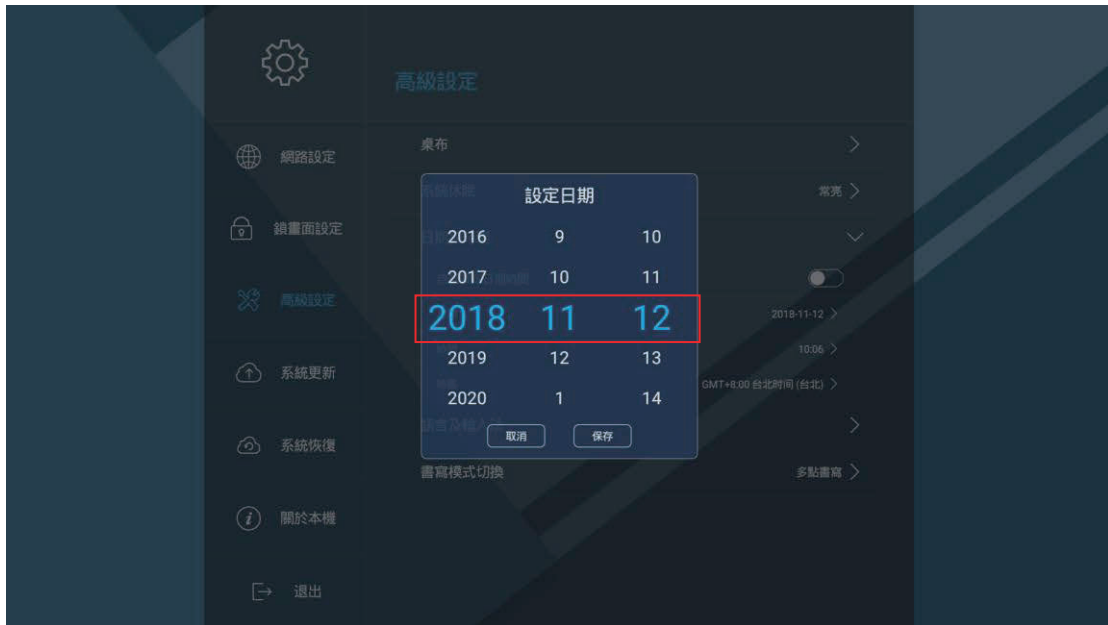 高級設定
網路設定
鎖畫面設定
高級設定
系統更新
系統恢復
關於本機
退出
桌布
常亮
2018-11-12
10:06
GMT+8:00 台北时间 (台北)
書寫模式切換 多點書寫
設定日期
2016 9 10
2017 10 11
2018 11 12
2019 12 13
2020 1 14
取消 保存